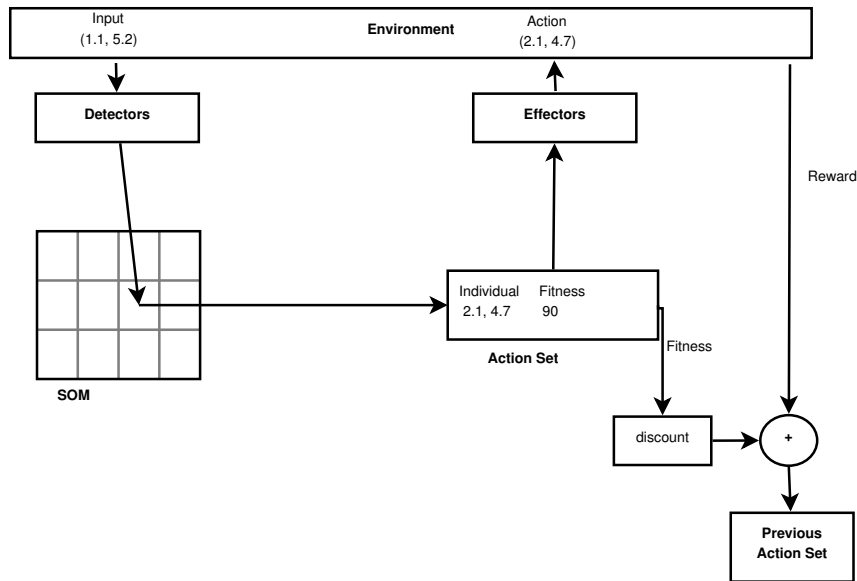 Input
(1.1, 5.2)
Environment
Action
(2.1, 4.7)
Detectors
Effectors
Reward
Individual Fitness
2.1, 4.7 90
Action Set
SOM
Fitness
discount
+
Previous
Action Set